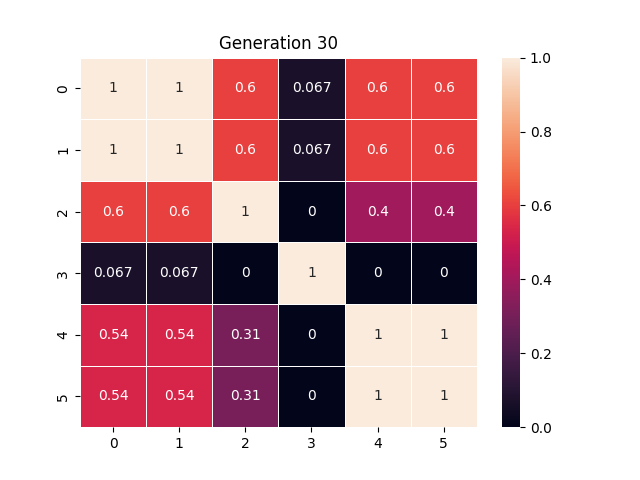 Generation 30
0 1 1 0.6 0.067 0.6 0.6
1 1 1 0.6 0.067 0.6 0.6
2 0.6 0.6 1 0 0.4 0.4
3 0.067 0.067 0 1 0 0
4 0.54 0.54 0.31 0 1 1
5 0.54 0.54 0.31 0 1 1
0 1 2 3 4 5
1.0
0.8
0.6
0.4
0.2
0.0